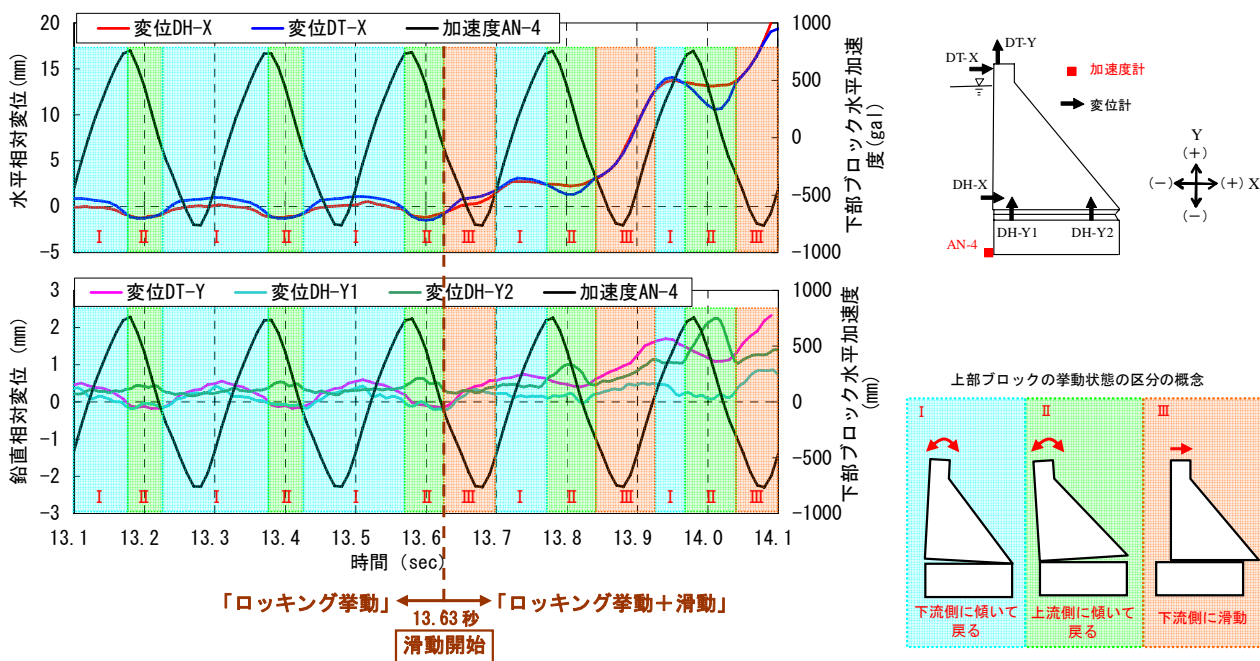 変位DH-X 変位DT-X 加速度AN-4
20
15
10
5
0
-5
水平相対変位 (mm)
1000
500
0
-500
-1000
下部ブロック水平加速
度(gal)
Ⅰ Ⅱ Ⅰ Ⅱ Ⅰ Ⅱ Ⅲ Ⅰ Ⅱ Ⅲ Ⅰ Ⅱ Ⅲ
変位DT-Y 変位DH-Y1 変位DH-Y2 加速度AN-4
3
2
1
0
-1
-2
-3
鉛直相対変位 (mm)
1000
500
0
-500
-1000
下部ブロック水平加速度
(mm)
Ⅰ Ⅱ Ⅰ Ⅱ Ⅰ Ⅱ Ⅲ Ⅰ Ⅱ Ⅲ Ⅰ Ⅱ Ⅲ
13.1 13.2 13.3 13.4 13.5 13.6 13.7 13.8 13.9 14.0 14.1
時間 (sec)
「ロッキング挙動」
「ロッキング挙動+滑動」
13.63秒
滑動開始
DT-Y
DT-X
加速度計
変位計
DH-X
DH-Y1 DH-Y2
AN-4
Y
(+)
(-) (+) X
(-)
上部ブロックの挙動状態の区分の概念
Ⅰ Ⅱ Ⅲ
下流側に傾いて
戻る
上流側に傾いて
戻る
下流側に滑動